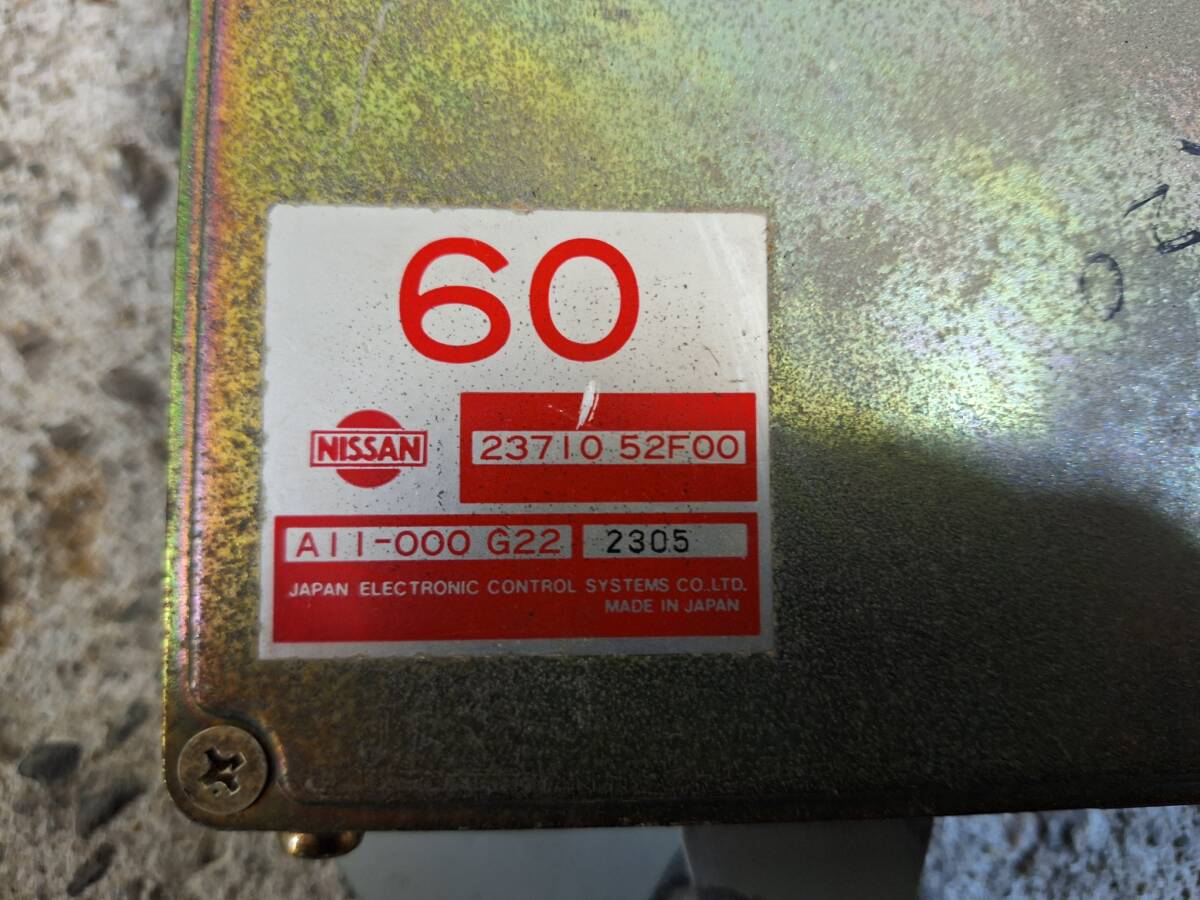 60
NISSAN
23710 52F00
A11-000 G22 2305
JAPAN ELECTRONIC CONTROL SYSTEMS CO.,LTD.
MADE IN JAPAN